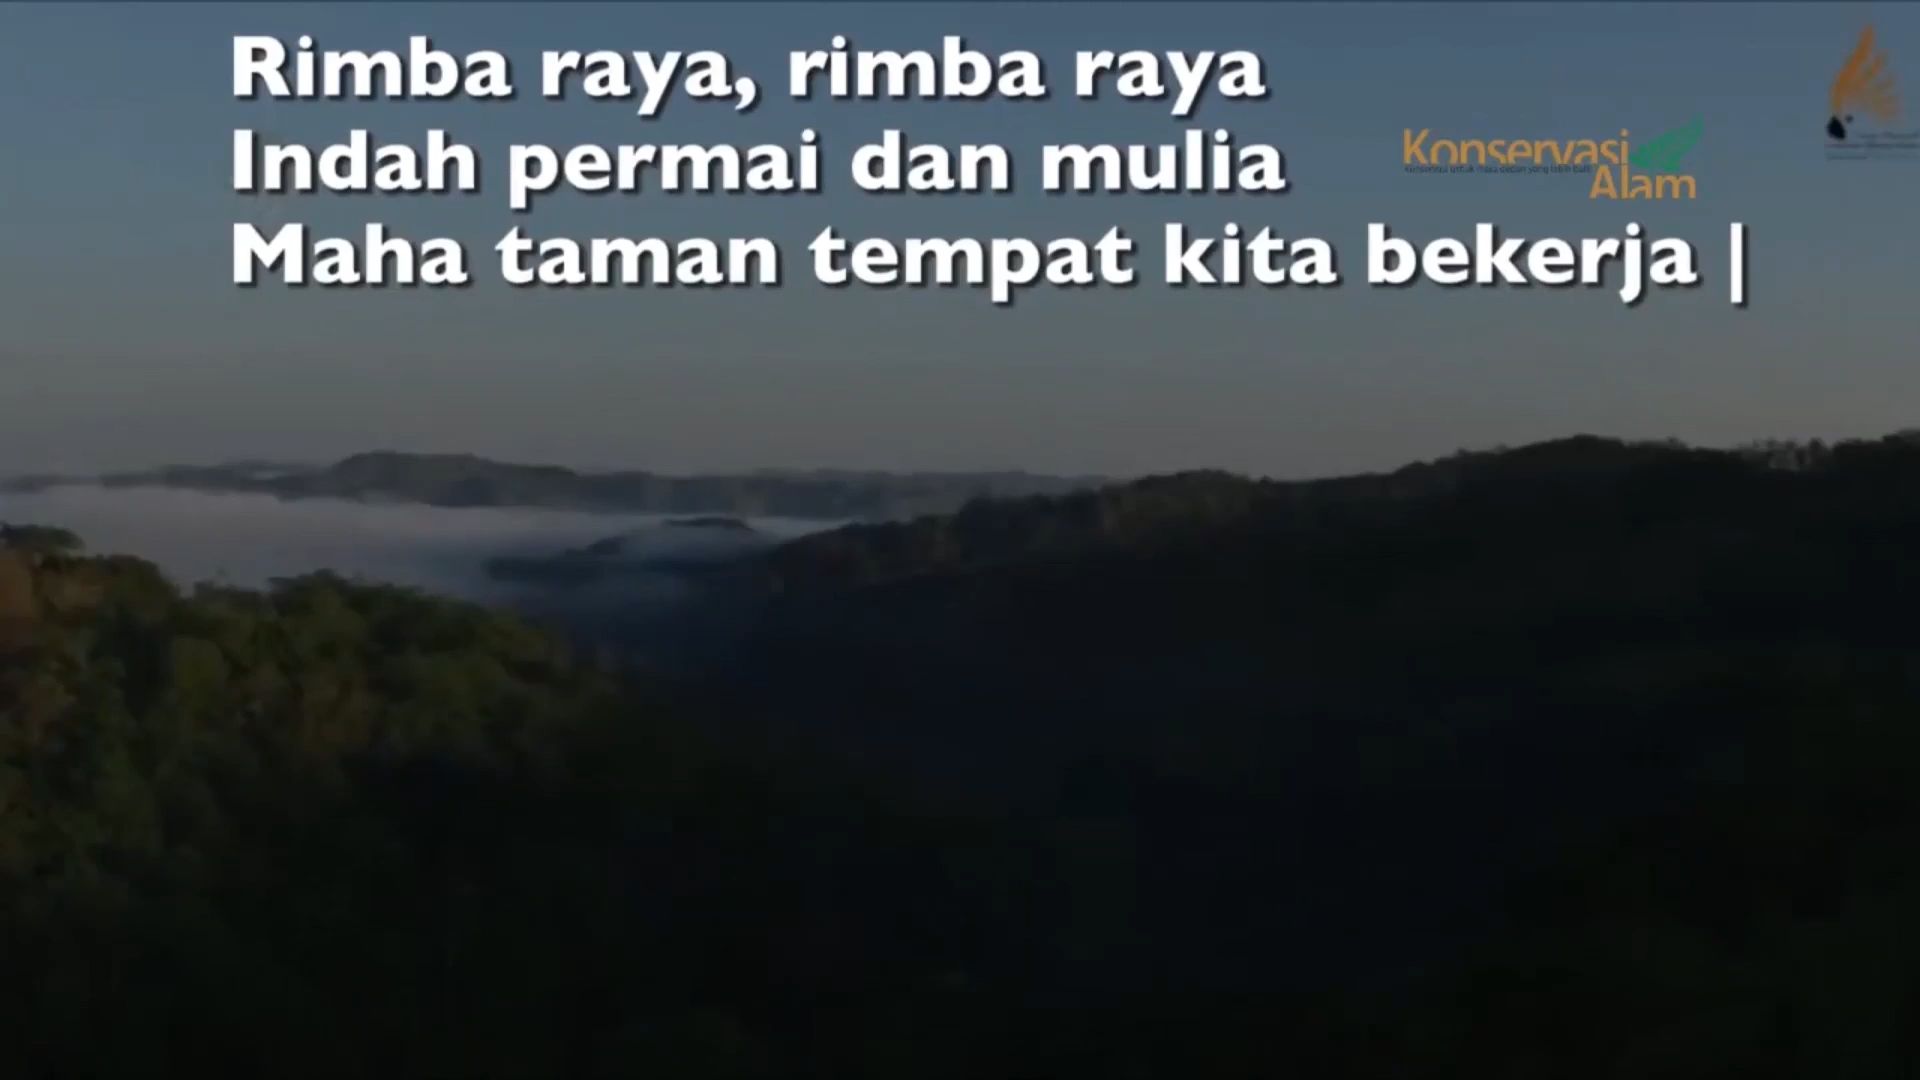 Rimba raya, rimba raya
Indah permai dan mulia
Maha taman tempat kita bekerja |
Konservasi
Alam